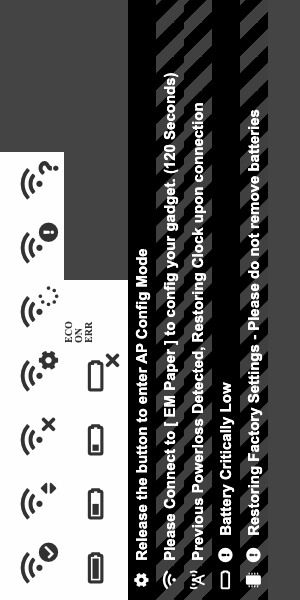 ECO
ON
ERR
Release the button to enter AP Config Mode
Please Connect to [ EM Paper ] to config your gadget. (120 Seconds)
Previous Powerloss Detected, Restoring Clock upon connection
Battery Critically Low
Restoring Factory Settings - Please do not remove batteries